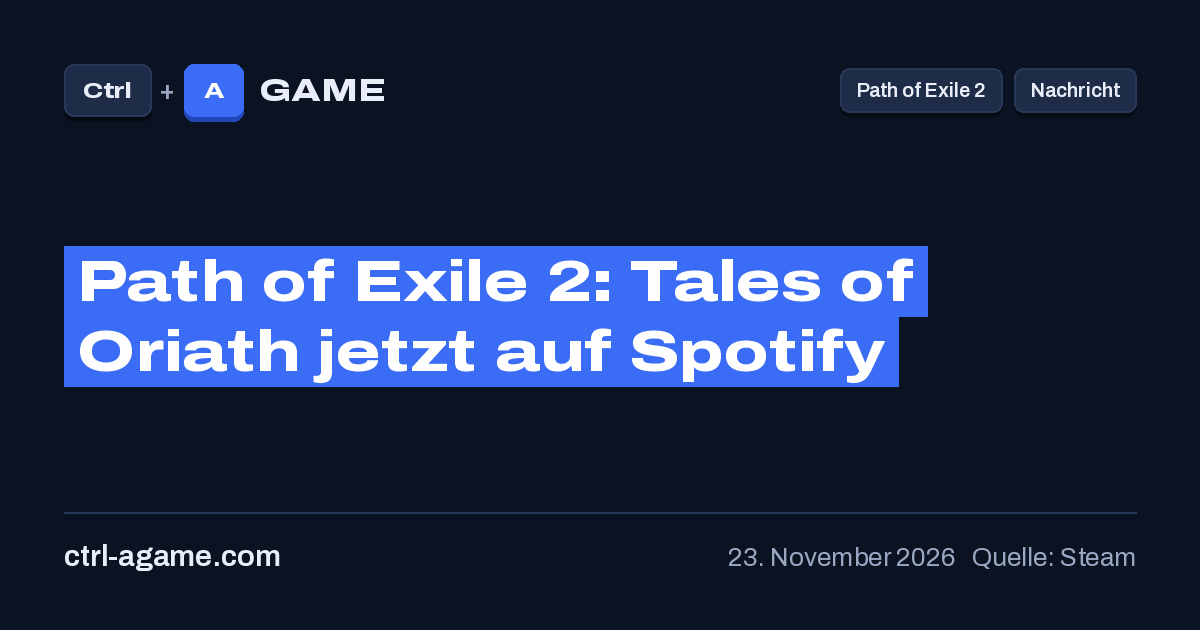 Ctrl + A GAME
Path of Exile 2 Nachricht
Path of Exile 2: Tales of
Oriath jetzt auf Spotify
ctrl-agame.com
23. November 2026 Quelle: Steam